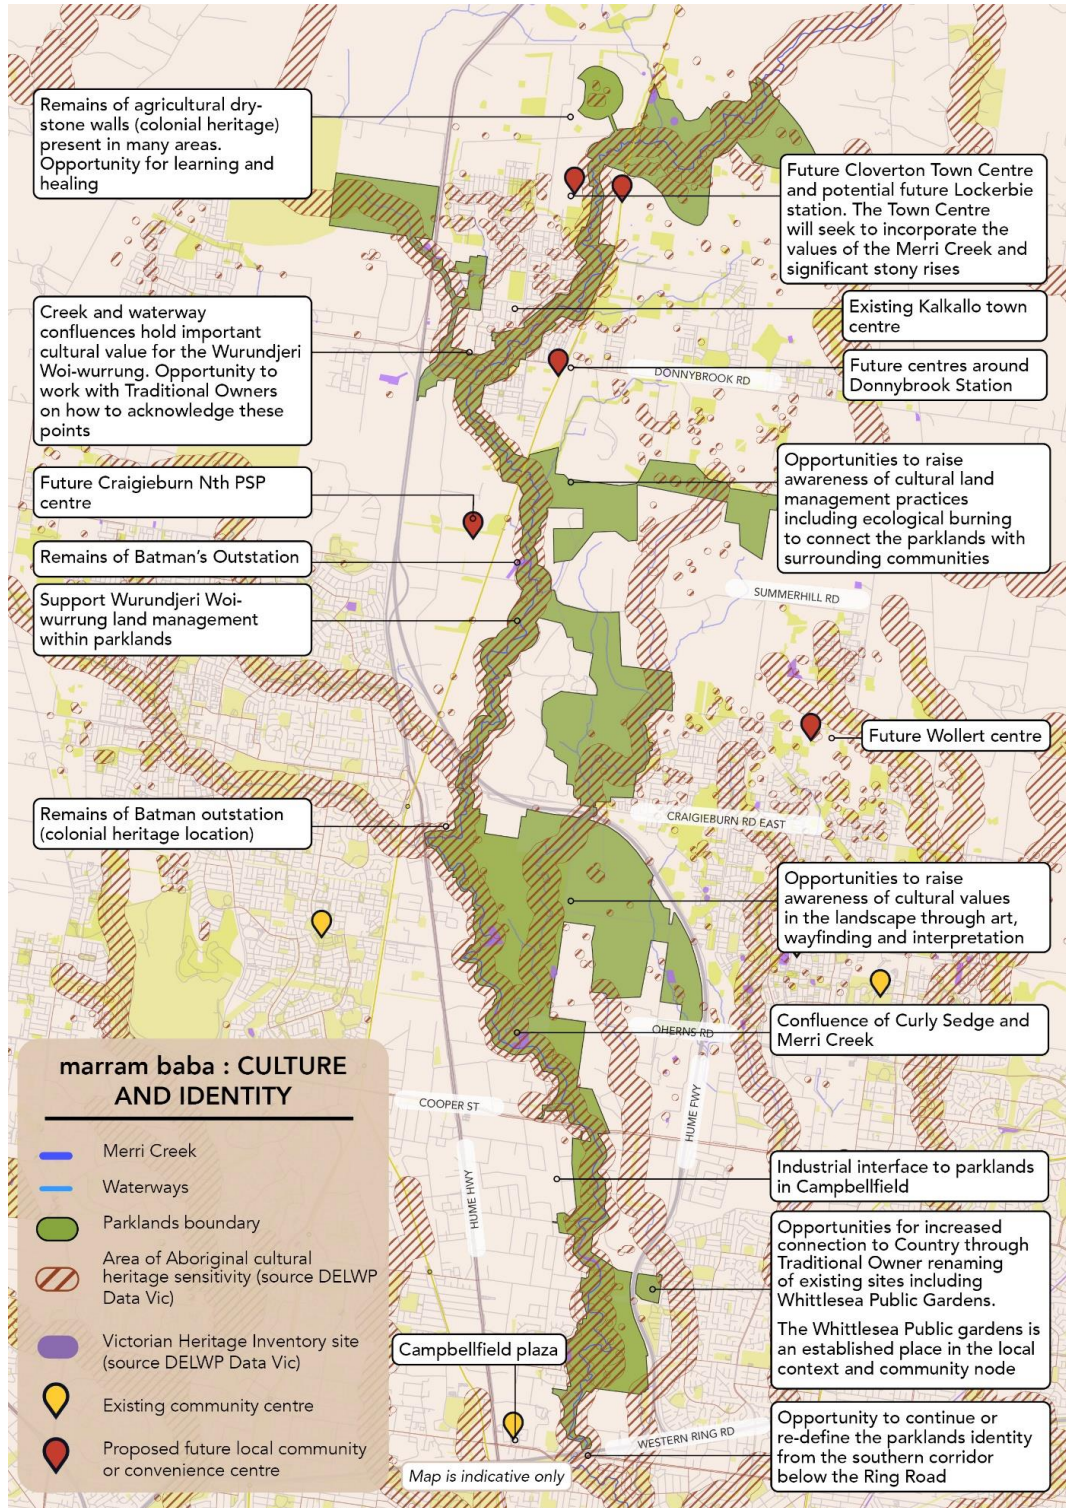 Remains of agricultural dry-
stone walls (colonial heritage)
present in many areas.
Opportunity for learning and
healing
Future Cloverton Town Centre
and potential future Lockerbie
station. The Town Centre
will seek to incorporate the
values of the Merri Creek and
significant stony rises
Creek and waterway
confluences hold important
cultural value for the Wurundjeri
Woi-wurrung. Opportunity to
work with Traditional Owners
on how to acknowledge these
points
Existing Kalkallo town
centre
Future centres around
Donnybrook Station
DONNYBROOK RD
Future Craigieburn Nth PSP
centre
Opportunities to raise
awareness of cultural land
management practices
including ecological burning
to connect the parklands with
surrounding communities
Remains of Batman's Outstation
Support Wurundjeri Woi-
wurrung land management
within parklands
SUMMERHILL RD
Future Wollert centre
Remains of Batman outstation
(colonial heritage location)
CRAIGIEBURN RD EAST
Opportunities to raise
awareness of cultural values
in the landscape through art,
wayfinding and interpretation
Confluence of Curly Sedge and
Merri Creek
OHERNS RD
COOPER ST
HUME FWY
HUME HWY
Industrial interface to parklands
in Campbellfield
Opportunities for increased
connection to Country through
Traditional Owner renaming
of existing sites including
Whittlesea Public Gardens.
The Whittlesea Public gardens is
an established place in the local
context and community node
Campbellfield plaza
WESTERN RING RD
Opportunity to continue or
re-define the parklands identity
from the southern corridor
below the Ring Road
Map is indicative only
marram baba : CULTURE
AND IDENTITY
Merri Creek
Waterways
Parklands boundary
Area of Aboriginal cultural
heritage sensitivity (source DELWP
Data Vic)
Victorian Heritage Inventory site
(source DELWP Data Vic)
Existing community centre
Proposed future local community
or convenience centre